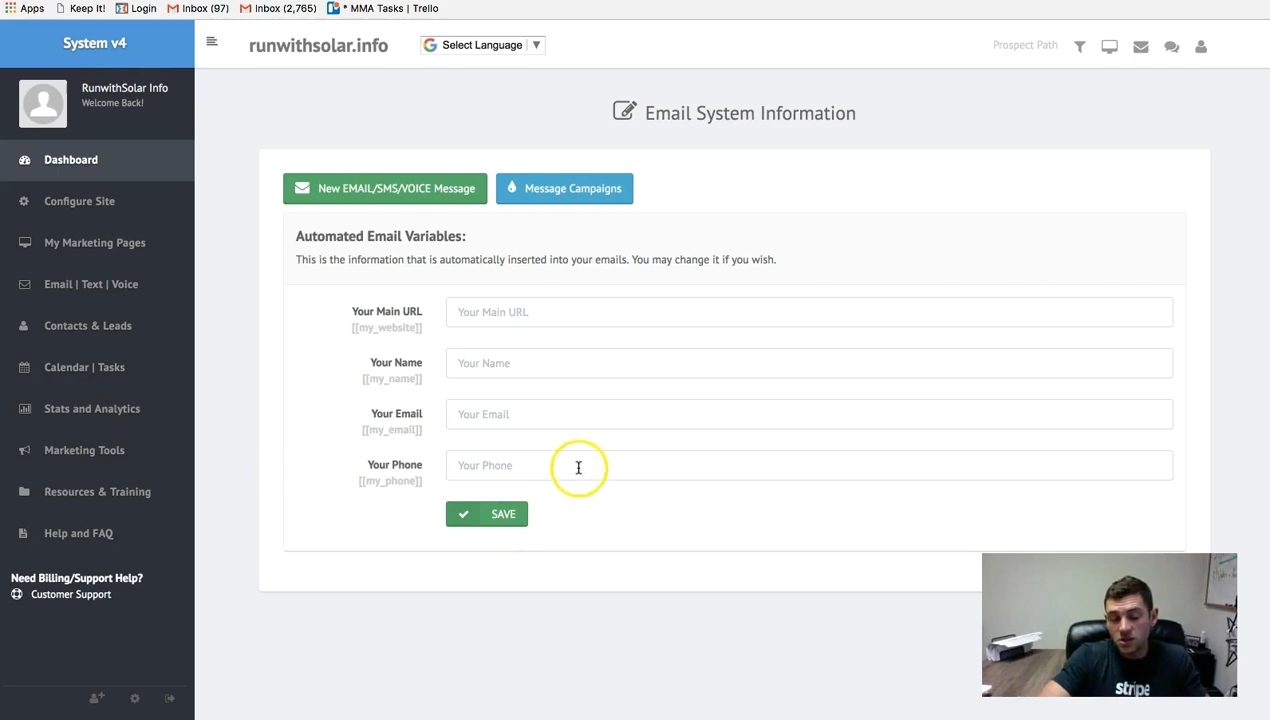 Apps Keep It! Login Inbox (97) Inbox (2,765) * MMA Tasks | Trello
System v4
runwithsolar.info
Select Language
Prospect Path
RunwithSolar Info
Welcome Back!
Dashboard
Configure Site
My Marketing Pages
Email | Text | Voice
Contacts & Leads
Calendar | Tasks
Stats and Analytics
Marketing Tools
Resources & Training
Help and FAQ
Need Billing/Support Help?
Customer Support
Email System Information
New EMAIL/SMS/VOICE Message
Message Campaigns
Automated Email Variables:
This is the information that is automatically inserted into your emails. You may change it if you wish.
Your Main URL
[[my_website]]
Your Main URL
Your Name
[[my_name]]
Your Name
Your Email
[[my_email]]
Your Email
Your Phone
[[my_phone]]
Your Phone
SAVE
stripe